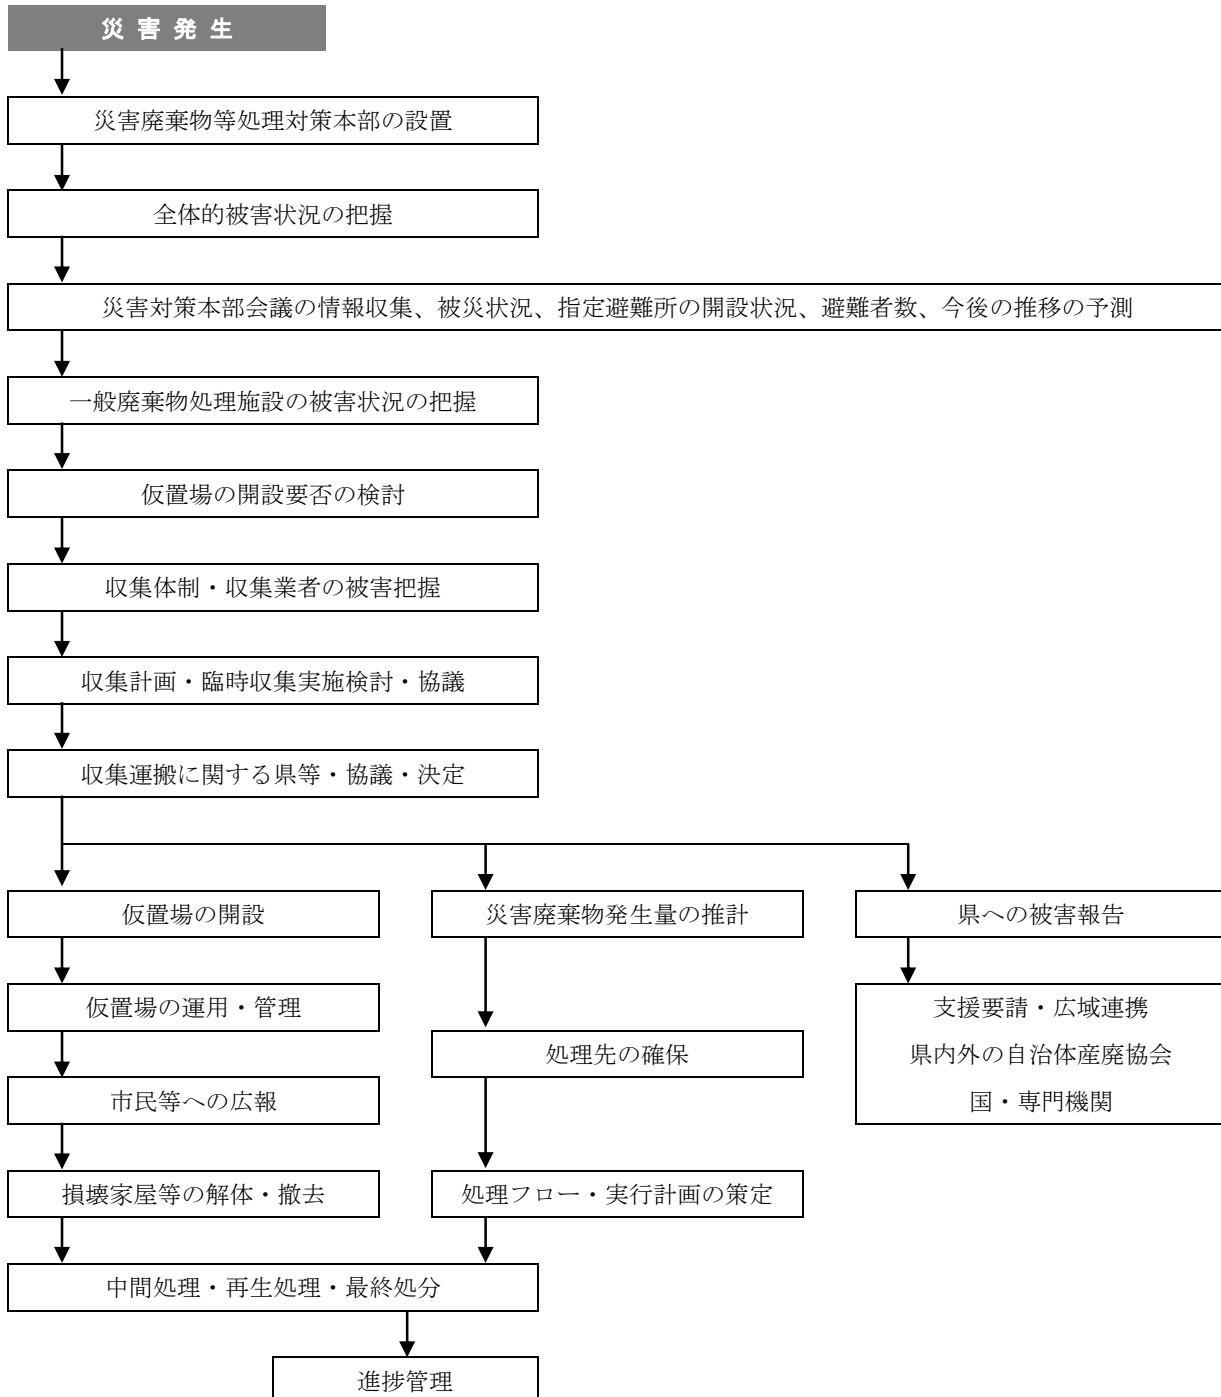 災害発生
災害廃棄物等処理対策本部の設置
全体的被害状況の把握
災害対策本部会議の情報収集、被災状況、指定避難所の開設状況、避難者数、今後の推移の予測
一般廃棄物処理施設の被害状況の把握
仮置場の開設要否の検討
収集体制・収集業者の被害把握
収集計画・臨時収集実施検討・協議
収集運搬に関する県等・協議・決定
仮置場の開設
仮置場の運用・管理
市民等への広報
損壊家屋等の解体・撤去
災害廃棄物発生量の推計
処理先の確保
処理フロー・実行計画の策定
県への被害報告
支援要請・広域連携
県内外の自治体産廃協会
国・専門機関
中間処理・再生処理・最終処分
進捗管理